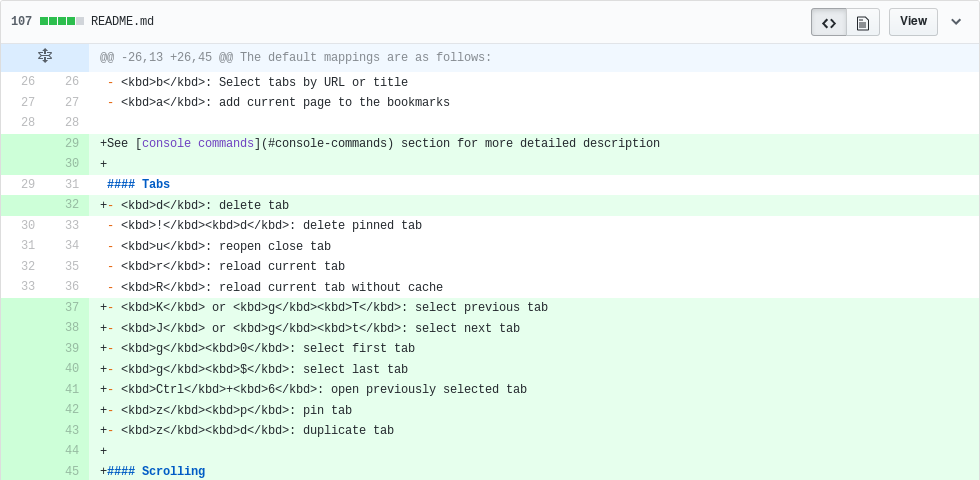 107 README.md View
@@ -26,13 +26,45 @@ The default mappings are as follows:
26 26 - <kbd>b</kbd>: Select tabs by URL or title
27 27 - <kbd>a</kbd>: add current page to the bookmarks
28 28
29 +See [console commands](#console-commands) section for more detailed description
30 +
29 31 #### Tabs
32 +- <kbd>d</kbd>: delete tab
30 33 - <kbd>!</kbd><kbd>d</kbd>: delete pinned tab
31 34 - <kbd>u</kbd>: reopen close tab
32 35 - <kbd>r</kbd>: reload current tab
33 36 - <kbd>R</kbd>: reload current tab without cache
37 +- <kbd>K</kbd> or <kbd>g</kbd><kbd>T</kbd>: select previous tab
38 +- <kbd>J</kbd> or <kbd>g</kbd><kbd>t</kbd>: select next tab
39 +- <kbd>g</kbd><kbd>0</kbd>: select first tab
40 +- <kbd>g</kbd><kbd>$</kbd>: select last tab
41 +- <kbd>Ctrl</kbd>+<kbd>6</kbd>: open previously selected tab
42 +- <kbd>z</kbd><kbd>p</kbd>: pin tab
43 +- <kbd>z</kbd><kbd>d</kbd>: duplicate tab
44 +
45 +#### Scrolling